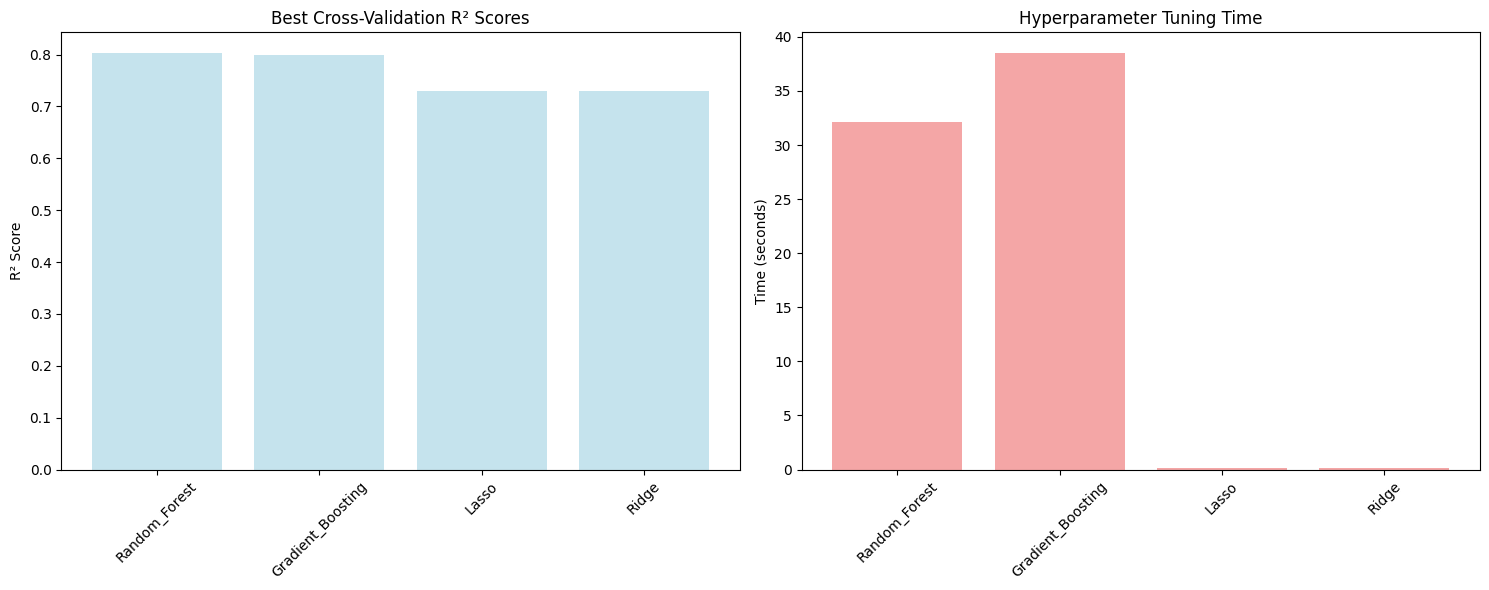 Best Cross-Validation R² Scores
R² Score
0.8
0.7
0.6
0.5
0.4
0.3
0.2
0.1
0.0
Random_Forest
Gradient_Boosting
Lasso
Ridge
Hyperparameter Tuning Time
Time (seconds)
40
35
30
25
20
15
10
5
0
Random_Forest
Gradient_Boosting
Lasso
Ridge